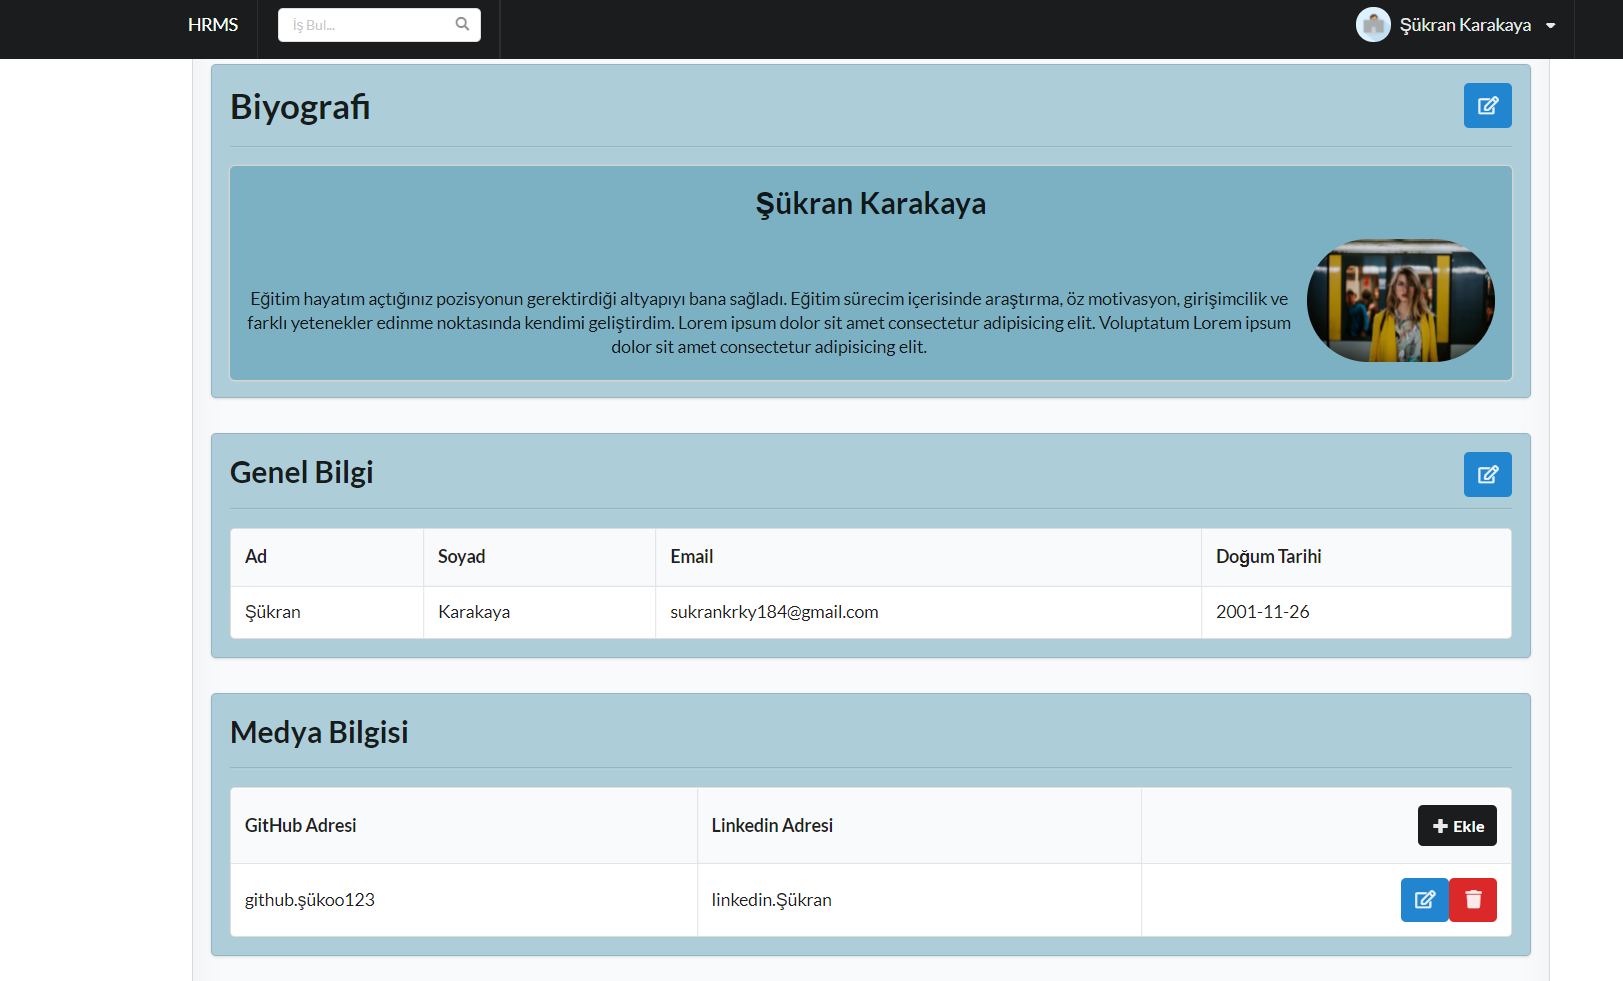 HRMS
İş Bul...
Şükran Karakaya
Biyografi
Şükran Karakaya
Eğitim hayatım açtığınız pozisyonun gerektirdiği altyapıyı bana sağladı. Eğitim sürecim içerisinde araştırma, öz motivasyon, girişimcilik ve
farklı yetenekler edinme noktasında kendimi geliştirdim. Lorem ipsum dolor sit amet consectetur adipisicing elit. Voluptatum Lorem ipsum
dolor sit amet consectetur adipisicing elit.
Genel Bilgi
Ad Soyad Email Doğum Tarihi
Şükran Karakaya sukrankrky184@gmail.com 2001-11-26
Medya Bilgisi
GitHub Adresi Linkedin Adresi Ekle
github.şükoo123 linkedin.Şükran